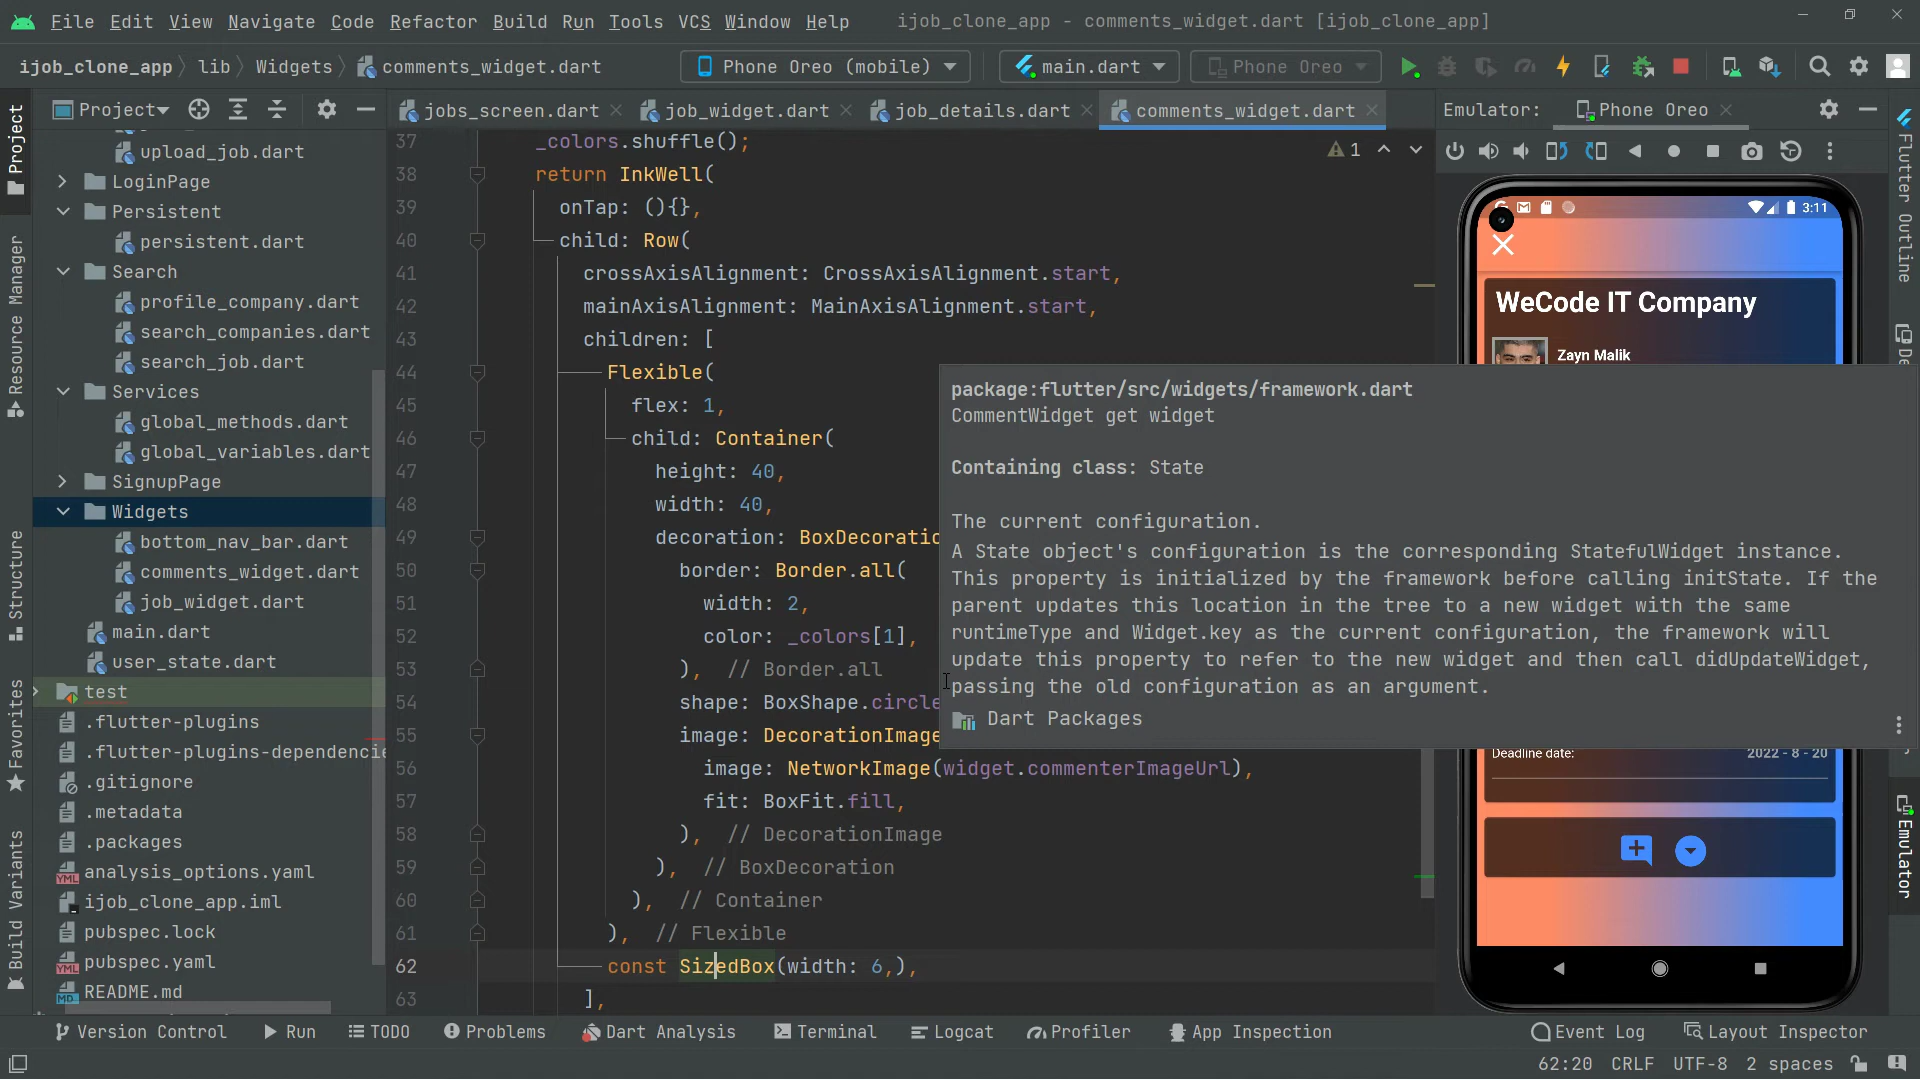 File Edit View Navigate Code Refactor Build Run Tools VCS Window Help ijob_clone_app - comments_widget.dart [ijob_clone_app]
ijob_clone_app lib Widgets comments_widget.dart Phone Oreo (mobile) main.dart Phone Oreo
Project jobs_screen.dart job_widget.dart job_details.dart comments_widget.dart Emulator: Phone Oreo
Project
Resource Manager
Structure
Favorites
Build Variants
upload_job.dart
LoginPage
Persistent
persistent.dart
Search
profile_company.dart
search_companies.dart
search_job.dart
Services
global_methods.dart
global_variables.dart
SignupPage
Widgets
bottom_nav_bar.dart
comments_widget.dart
job_widget.dart
main.dart
user_state.dart
test
.flutter-plugins
.flutter-plugins-dependencie
.gitignore
.metadata
.packages
analysis_options.yaml
ijob_clone_app.iml
pubspec.lock
pubspec.yaml
README.md
37 _colors.shuffle();
38 return InkWell(
39 onTap: (){},
40 child: Row(
41 crossAxisAlignment: CrossAxisAlignment.start,
42 mainAxisAlignment: MainAxisAlignment.start,
43 children: [
44 Flexible(
45 flex: 1,
46 child: Container(
47 height: 40,
48 width: 40,
49 decoration: BoxDecoratio
50 border: Border.all(
51 width: 2,
52 color: _colors[1],
53 ), // Border.all
54 shape: BoxShape.circle
55 image: DecorationImage
56 image: NetworkImage(widget.commenterImageUrl),
57 fit: BoxFit.fill,
58 ), // DecorationImage
59 ), // BoxDecoration
60 ), // Container
61 ), // Flexible
62 const SizedBox(width: 6,),
63 ],
1
package:flutter/src/widgets/framework.dart
CommentWidget get widget
Containing class: State
The current configuration.
A State object's configuration is the corresponding StatefulWidget instance.
This property is initialized by the framework before calling initState. If the
parent updates this location in the tree to a new widget with the same
runtimeType and Widget.key as the current configuration, the framework will
update this property to refer to the new widget and then call didUpdateWidget,
passing the old configuration as an argument.
Dart Packages
3:11
WeCode IT Company
Zayn Malik
Deadline date: 2022 - 8 - 20
Flutter Outline
De
Emulator
Version Control Run TODO Problems Dart Analysis Terminal Logcat Profiler App Inspection Event Log Layout Inspector
62:20 CRLF UTF-8 2 spaces